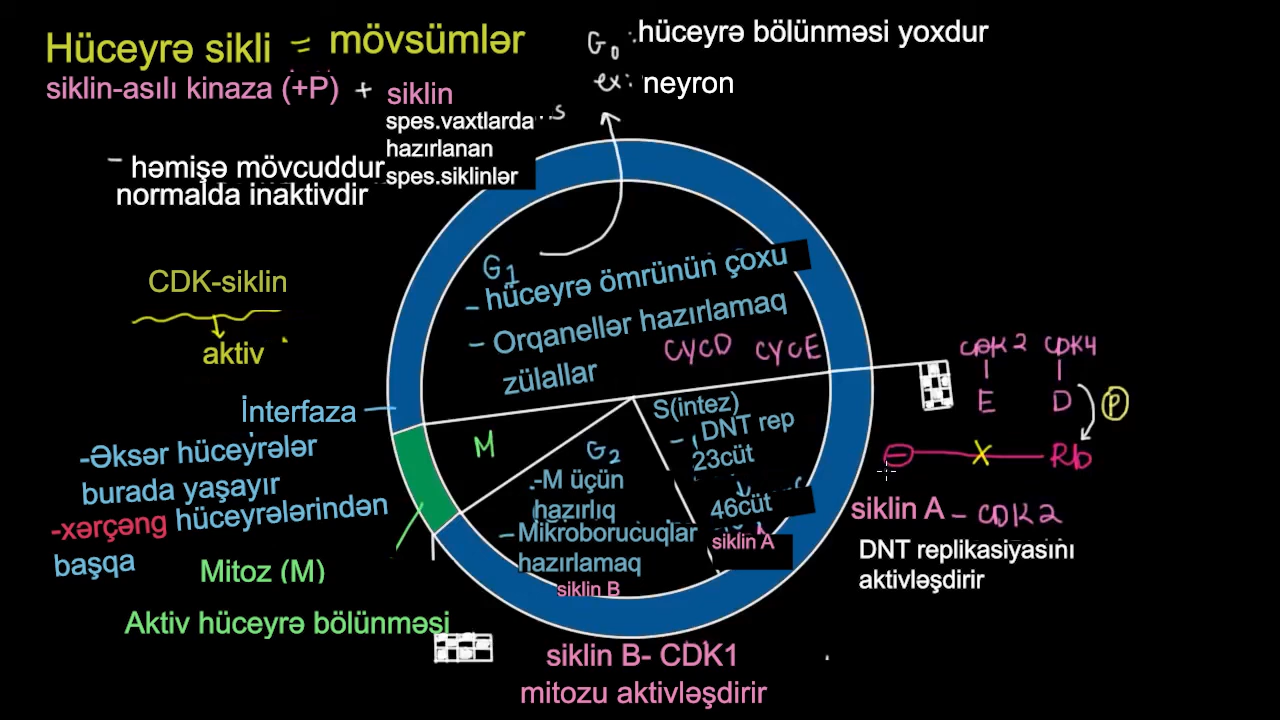 Hüceyrə sikli = mövsümlər
siklin-asılı kinaza (+P) + siklin
spes.vaxtlarda
hazırlanan
spes.siklinlər
- həmişə mövcuddur
normalda inaktivdir
G0: hüceyrə bölünməsi yoxdur
ex: neyron
CDK-siklin
aktiv
İnterfaza
-Əksər hüceyrələr
burada yaşayır
-xərçəng hüceyrələrindən
başqa
Mitoz (M)
Aktiv hüceyrə bölünməsi
G1
- hüceyrə ömrünün çoxu
- Orqanellər hazırlamaq
zülallar
CYCD CYCE
S(intez)
- DNT rep
23cüt
46cüt
siklin A
G2
-M üçün
hazırlıq
- Mikroborucuqlar
hazırlamaq
siklin B
M
siklin B- CDK1
mitozu aktivləşdirir
CDK2 CDK4
E D P
Rb
siklin A - CDK2
DNT replikasiyasını
aktivləşdirir